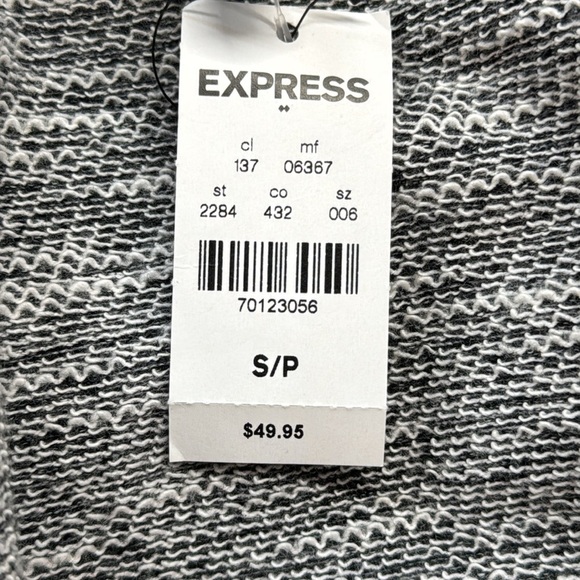 EXPRESS
cl mf
137 06367
st co sz
2284 432 006
70123056
S/P
$49.95